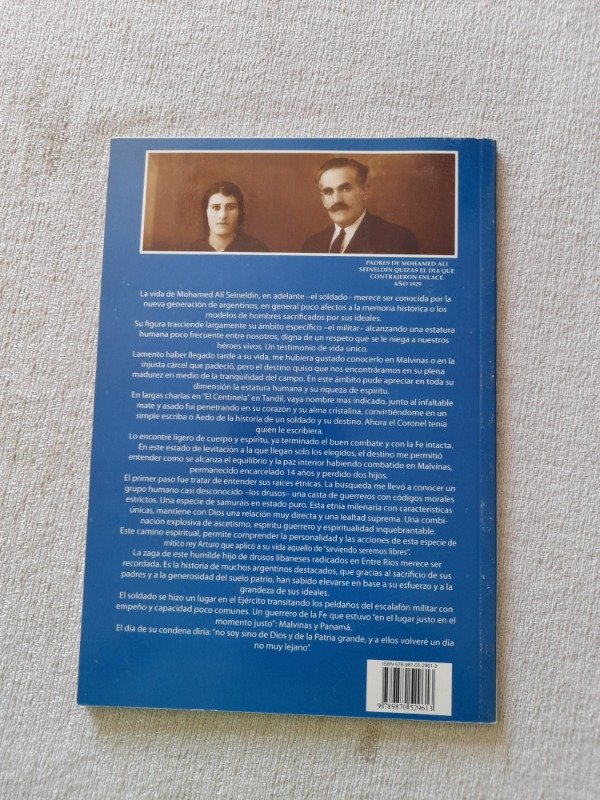 PADRES DE MOHAMED ALI
SEINELDIN QUIZAS EL DIA QUE
CONTRAJERON ENLACE.
AÑO 1929
La vida de Mohamed Alí Seineldín, en adelante –el soldado– merece ser conocida por la
nueva generación de argentinos, en general poco afectos a la memoria histórica o los
modelos de hombres sacrificados por sus ideales.
Su figura trasciende largamente su ámbito específico –el militar– alcanzando una estatura
humana poco frecuente entre nosotros, digna de un respeto que se le niega a nuestros
héroes vivos. Un testimonio de vida único.
Lamento haber llegado tarde a su vida, me hubiera gustado conocerlo en Malvinas o en la
injusta cárcel que padeció, pero el destino quiso que nos encontráramos en su plena
madurez en medio de la tranquilidad del campo. En este ámbito pude apreciar en toda su
dimensión la estatura humana y su riqueza de espíritu.
En largas charlas en "El Centinela" en Tandil, vaya nombre mas indicado, junto al infaltable
mate y asado fui penetrando en su corazón y su alma cristalina, convirtiéndome en un
simple escriba o Aedo de la historia de un soldado y su destino. Ahora el Coronel tenía
quién le escribiera.
Lo encontré ligero de cuerpo y espíritu, ya terminado el buen combate y con la Fe intacta.
En este estado de levitación a la que llegan solo los elegidos, el destino me permitió
entender como se alcanza el equilibrio y la paz interior habiendo combatido en Malvinas,
permanecido encarcelado 14 años y perdido dos hijos.
El primer paso fue tratar de entender sus raíces étnicas. La búsqueda me llevó a conocer un
grupo humano casi desconocido –los drusos– una casta de guerreros con códigos morales
estrictos. Una especie de samuráis en estado puro. Esta etnia milenaria con características
únicas, mantiene con Dios una relación muy directa y una lealtad suprema. Una combi-
nación explosiva de ascetismo, espíritu guerrero y espiritualidad inquebrantable.
Este camino espiritual, permite comprender la personalidad y las acciones de esta especie de
mítico rey Arturo que aplicó a su vida aquello de "sirviendo seremos libres".
La zaga de este humilde hijo de drusos libaneses radicados en Entre Rios merece ser
recordada. Es la historia de muchos argentinos destacados, que gracias al sacrificio de sus
padres y a la generosidad del suelo patrio, han sabido elevarse en base a su esfuerzo y a la
grandeza de sus ideales.
El soldado se hizo un lugar en el Ejército transitando los peldaños del escalafón militar con
empeño y capacidad poco comunes. Un guerrero de la Fe que estuvo "en el lugar justo en el
momento justo": Malvinas y Panamá.
El día de su condena diría: "no soy sino de Dios y de la Patria grande, y a ellos volveré un día
no muy lejano".
ISBN 978-987-05-2961-3
9789870529613